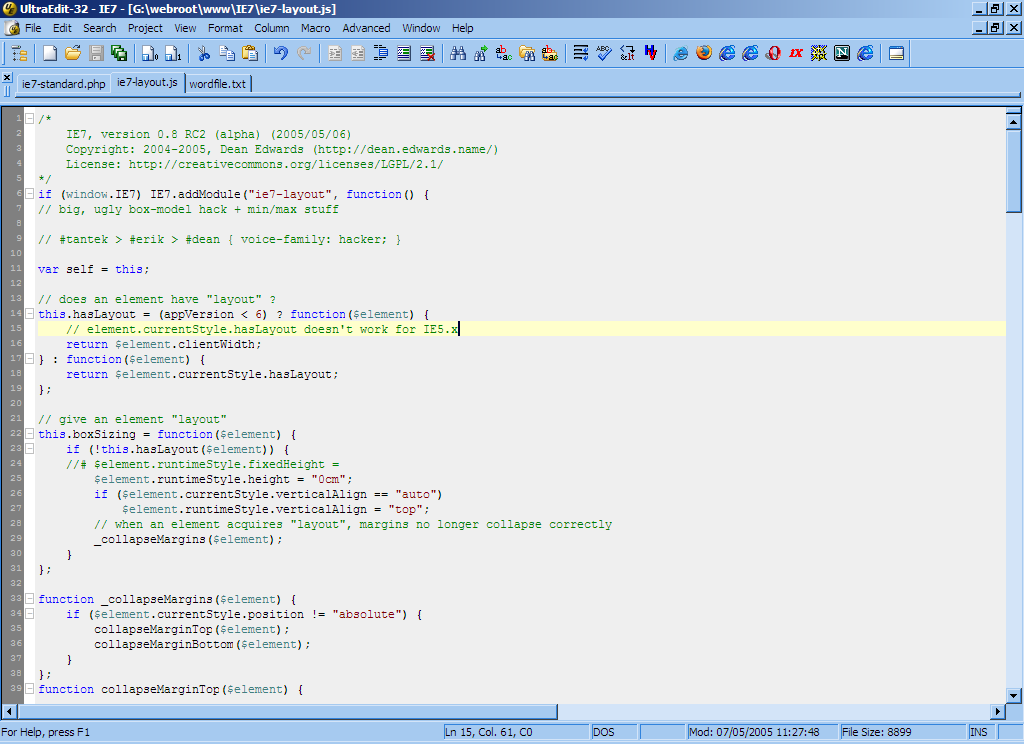 UltraEdit-32 - IE7 - [G:\webroot\www\IE7\ie7-layout.js]
File Edit Search Project View Format Column Macro Advanced Window Help
ie7-standard.php ie7-layout.js wordfile.txt
1 /*
2 IE7, version 0.8 RC2 (alpha) (2005/05/06)
3 Copyright: 2004-2005, Dean Edwards (http://dean.edwards.name/)
4 License: http://creativecommons.org/licenses/LGPL/2.1/
5 */
6 if (window.IE7) IE7.addModule("ie7-layout", function() {
7 // big, ugly box-model hack + min/max stuff
8
9 // #tantek > #erik > #dean { voice-family: hacker; }
10
11 var self = this;
12
13 // does an element have "layout" ?
14 this.hasLayout = (appVersion < 6) ? function($element) {
15 // element.currentStyle.hasLayout doesn't work for IE5.x
16 return $element.clientWidth;
17 } : function($element) {
18 return $element.currentStyle.hasLayout;
19 };
20
21 // give an element "layout"
22 this.boxSizing = function($element) {
23 if (!this.hasLayout($element)) {
24 //# $element.runtimeStyle.fixedHeight =
25 $element.runtimeStyle.height = "0cm";
26 if ($element.currentStyle.verticalAlign == "auto")
27 $element.runtimeStyle.verticalAlign = "top";
28 // when an element acquires "layout", margins no longer collapse correctly
29 _collapseMargins($element);
30 }
31 };
32
33 function _collapseMargins($element) {
34 if ($element.currentStyle.position != "absolute") {
35 collapseMarginTop($element);
36 collapseMarginBottom($element);
37 }
38 };
39 function collapseMarginTop($element) {
For Help, press F1 Ln 15, Col. 61, C0 DOS Mod: 07/05/2005 11:27:48 File Size: 8899 INS